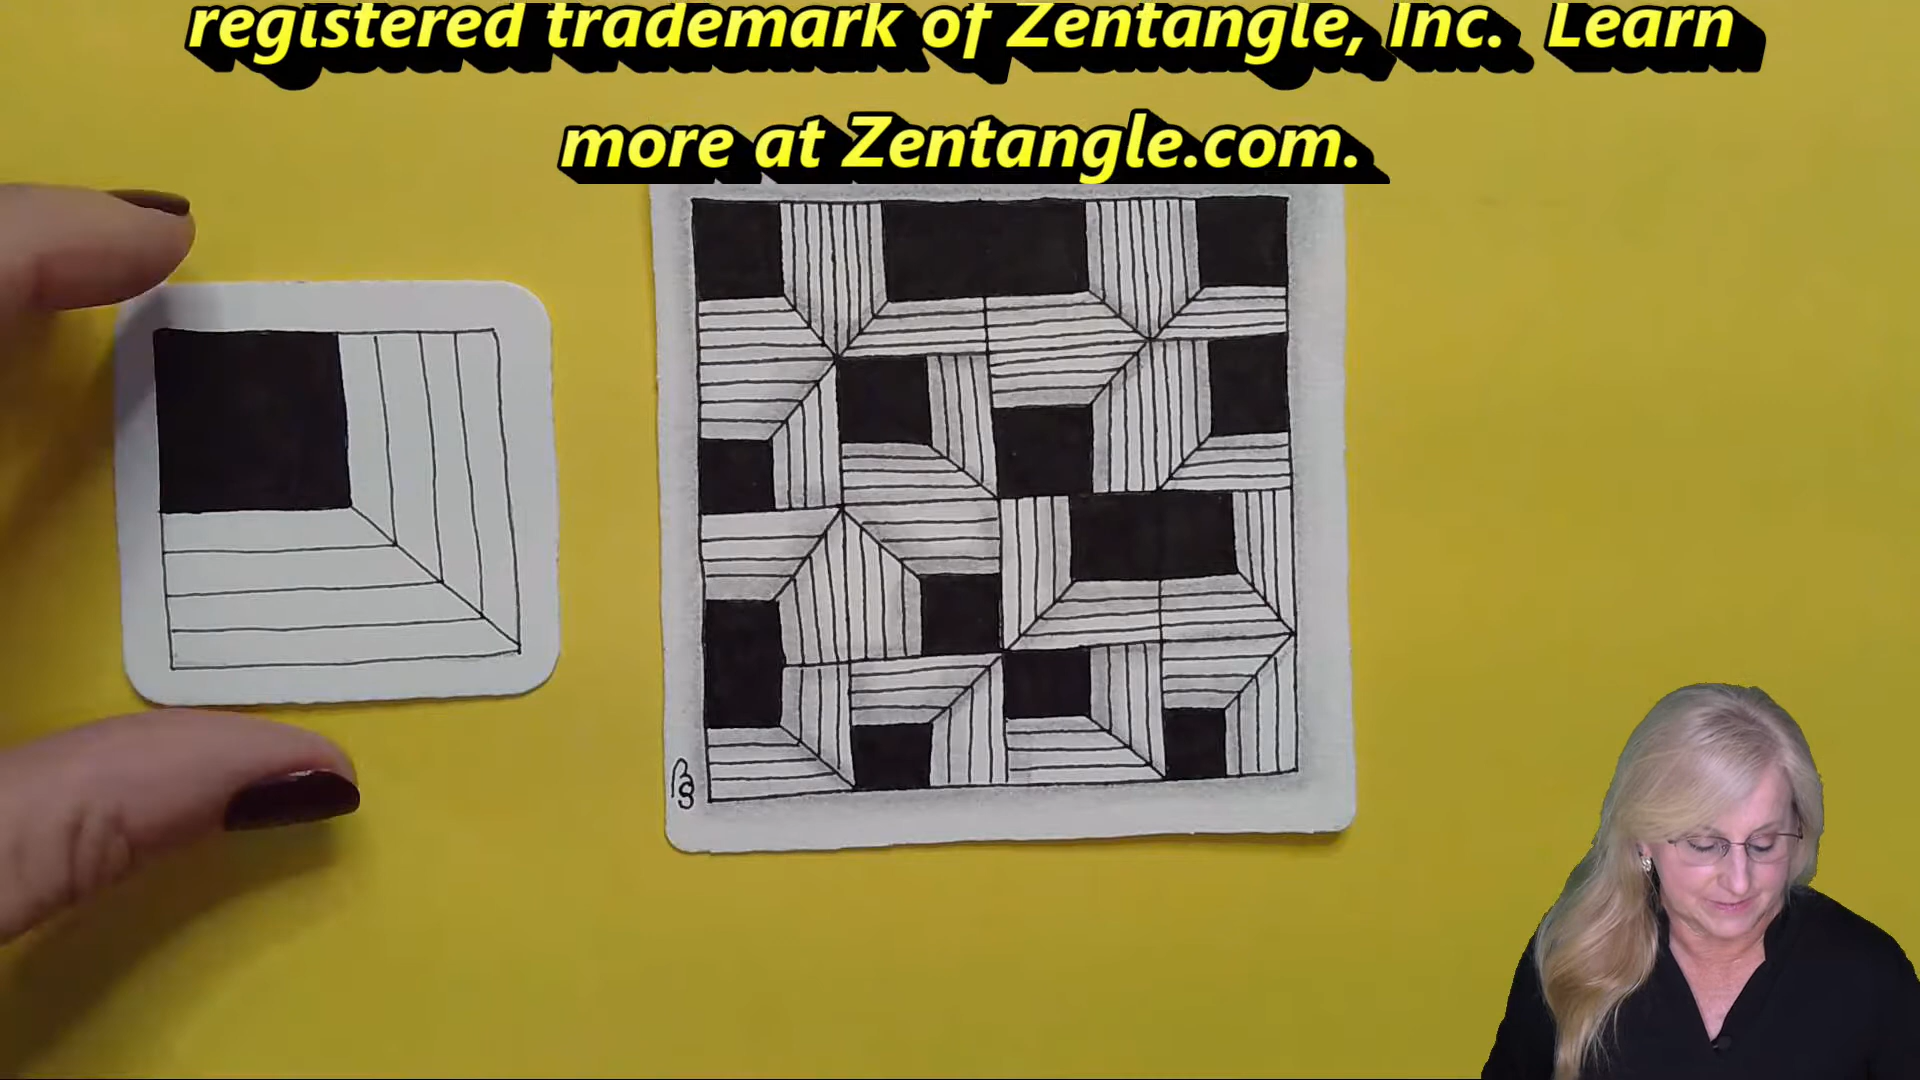 registered trademark of Zentangle, Inc. Learn
more at Zentangle.com.